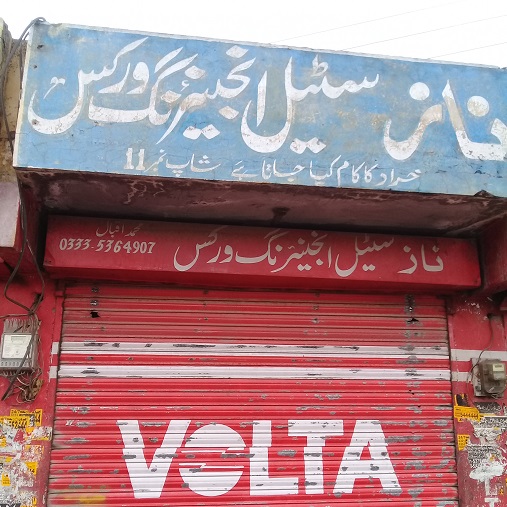 ناز سٹیل انجینئرنگ ورکس
خراد کا کام کیا جاتا ہے شاپ نمبر 11
محمد اقبال
0333-5364907
ناز سٹیل انجینئرنگ ورکس
VOLTA